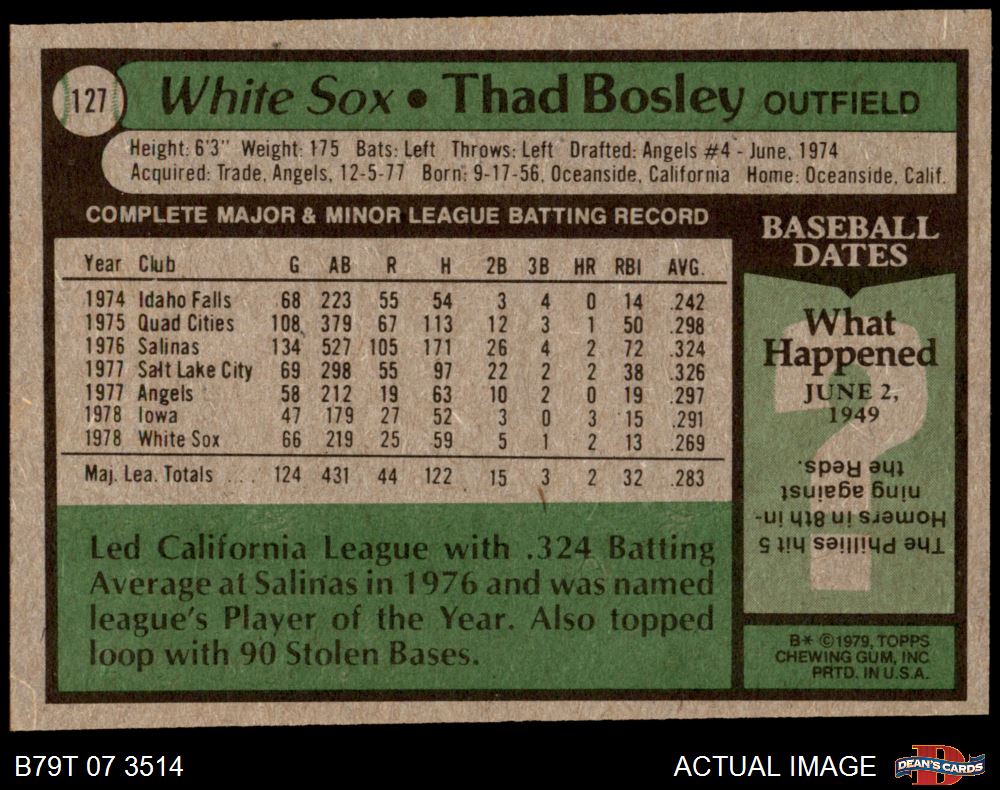 127 White Sox • Thad Bosley OUTFIELD
Height: 6'3" Weight: 175 Bats: Left Throws: Left Drafted: Angels #4 - June, 1974
Acquired: Trade, Angels, 12-5-77 Born: 9-17-56, Oceanside, California Home: Oceanside, Calif.
COMPLETE MAJOR & MINOR LEAGUE BATTING RECORD
Year Club G AB R H 2B 3B HR RBI AVG.
1974 Idaho Falls 68 223 55 54 3 4 0 14 .242
1975 Quad Cities 108 379 67 113 12 3 1 50 .298
1976 Salinas 134 527 105 171 26 4 2 72 .324
1977 Salt Lake City 69 298 55 97 22 2 2 38 .326
1977 Angels 58 212 19 63 10 2 0 19 .297
1978 Iowa 47 179 27 52 3 0 3 15 .291
1978 White Sox 66 219 25 59 5 1 2 13 .269
Maj. Lea. Totals .... 124 431 44 122 15 3 2 32 .283
Led California League with .324 Batting
Average at Salinas in 1976 and was named
league's Player of the Year. Also topped
loop with 90 Stolen Bases.
BASEBALL
DATES
What
Happened
JUNE 2,
1949
?
The Phillies hit 5
Homers in 8th in-
ning against
the Reds.
B* ©1979, TOPPS
CHEWING GUM, INC
PRTD. IN U.S.A.
B79T 07 3514
ACTUAL IMAGE
D
DEAN'S CARDS